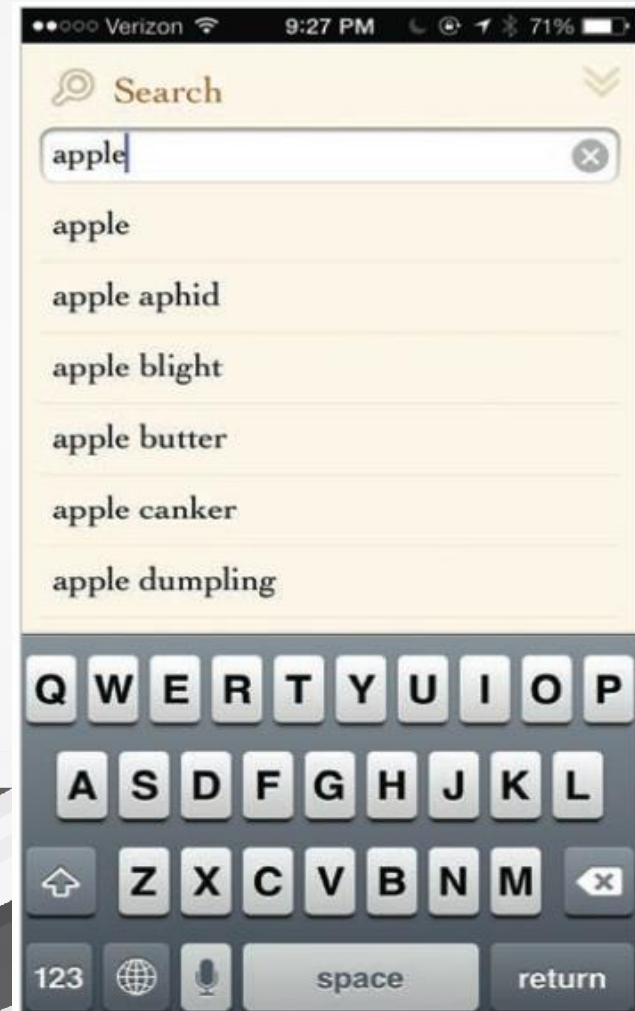 Verizon 9:27 PM 71%
Search
apple
apple
apple aphid
apple blight
apple butter
apple canker
apple dumpling
Q W E R T Y U I O P
A S D F G H J K L
Z X C V B N M
123 space return